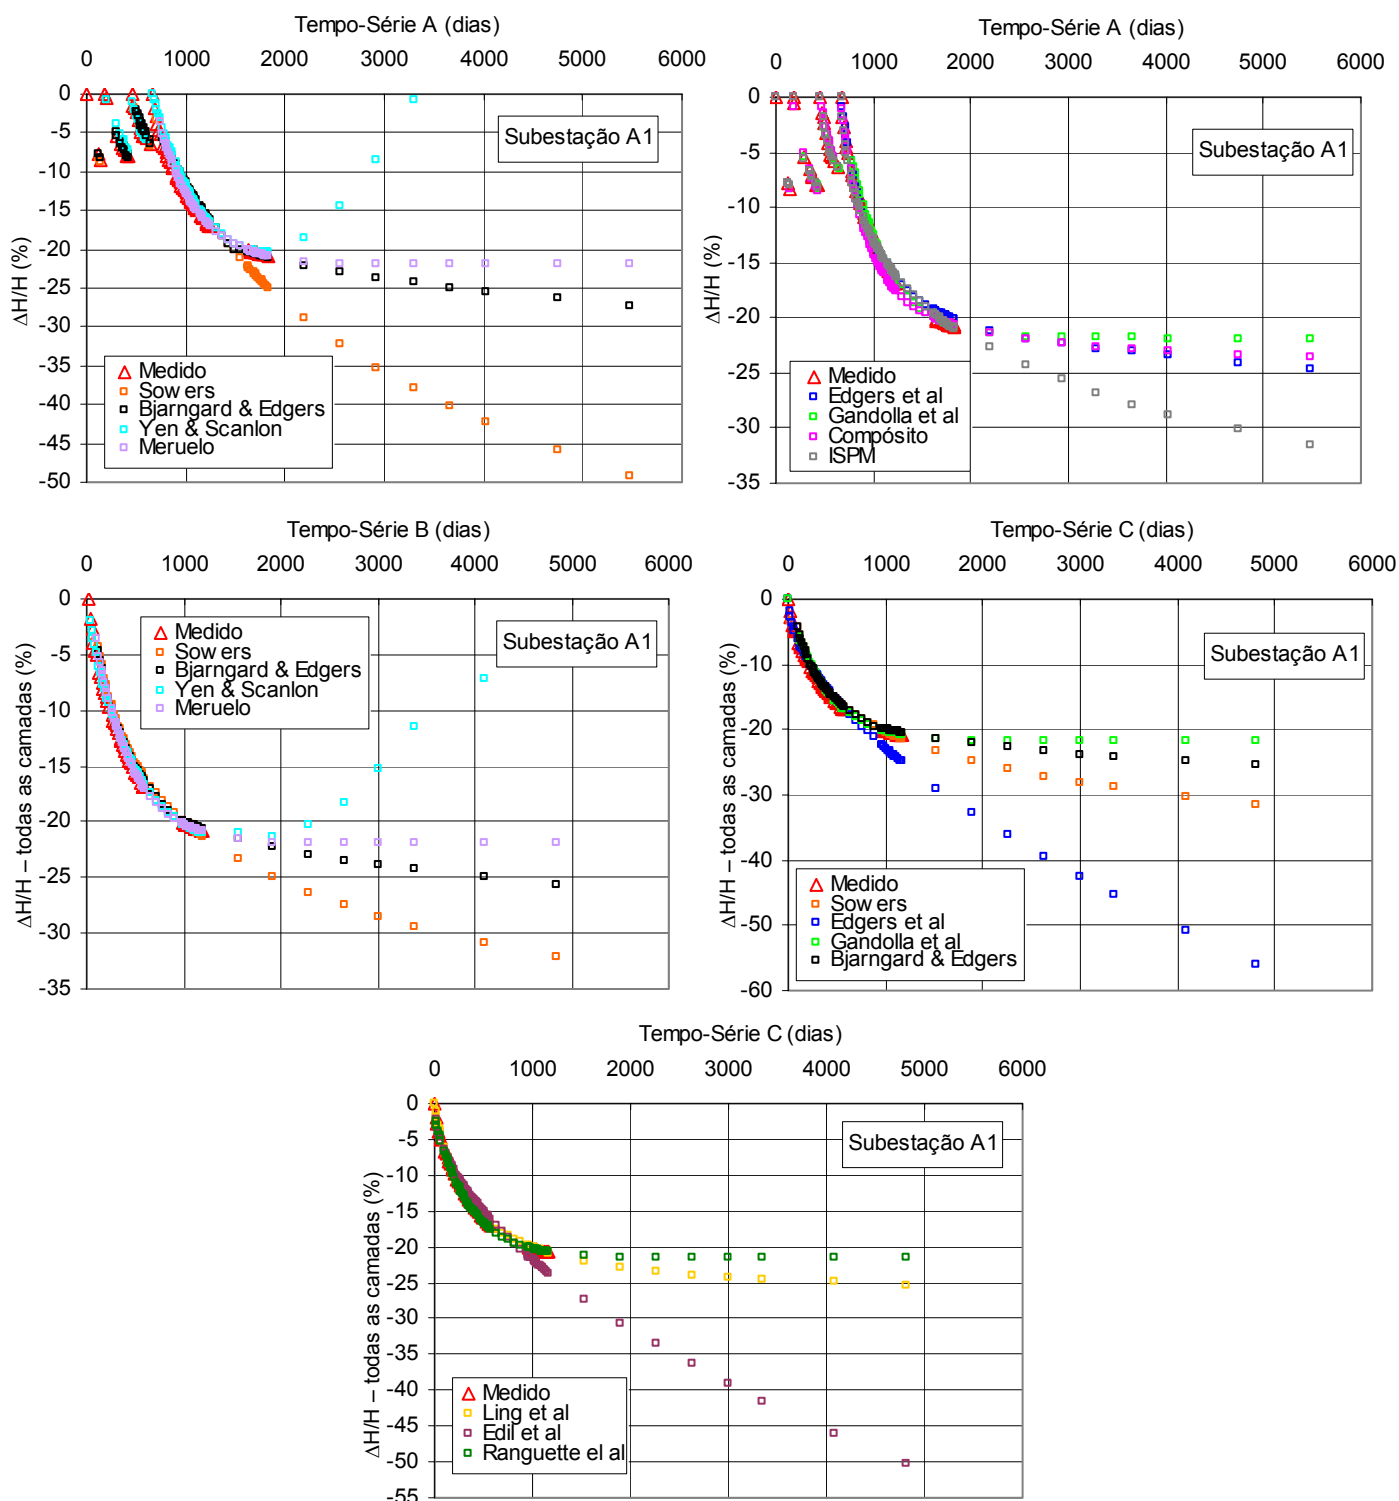 Tempo-Série A (dias)
0 1000 2000 3000 4000 5000 6000
0
-5
-10
-15
-20
-25
-30
-35
-40
-45
-50
ΔH/H (%)
Subestação A1
Medido
Sowers
Bjarngard & Edgers
Yen & Scanlon
Meruelo
Tempo-Série A (dias)
0 1000 2000 3000 4000 5000 6000
0
-5
-10
-15
-20
-25
-30
-35
ΔH/H (%)
Subestação A1
Medido
Edgers et al
Gandolla et al
Compósito
ISPM
Tempo-Série B (dias)
0 1000 2000 3000 4000 5000 6000
0
-5
-10
-15
-20
-25
-30
-35
ΔH/H – todas as camadas (%)
Subestação A1
Medido
Sowers
Bjarngard & Edgers
Yen & Scanlon
Meruelo
Tempo-Série C (dias)
0 1000 2000 3000 4000 5000 6000
0
-10
-20
-30
-40
-50
-60
ΔH/H – todas as camadas (%)
Subestação A1
Medido
Sowers
Edgers et al
Gandolla et al
Bjarngard & Edgers
Tempo-Série C (dias)
0 1000 2000 3000 4000 5000 6000
0
-5
-10
-15
-20
-25
-30
-35
-40
-45
-50
-55
ΔH/H – todas as camadas (%)
Subestação A1
Medido
Ling et al
Edil et al
Ranguette el al